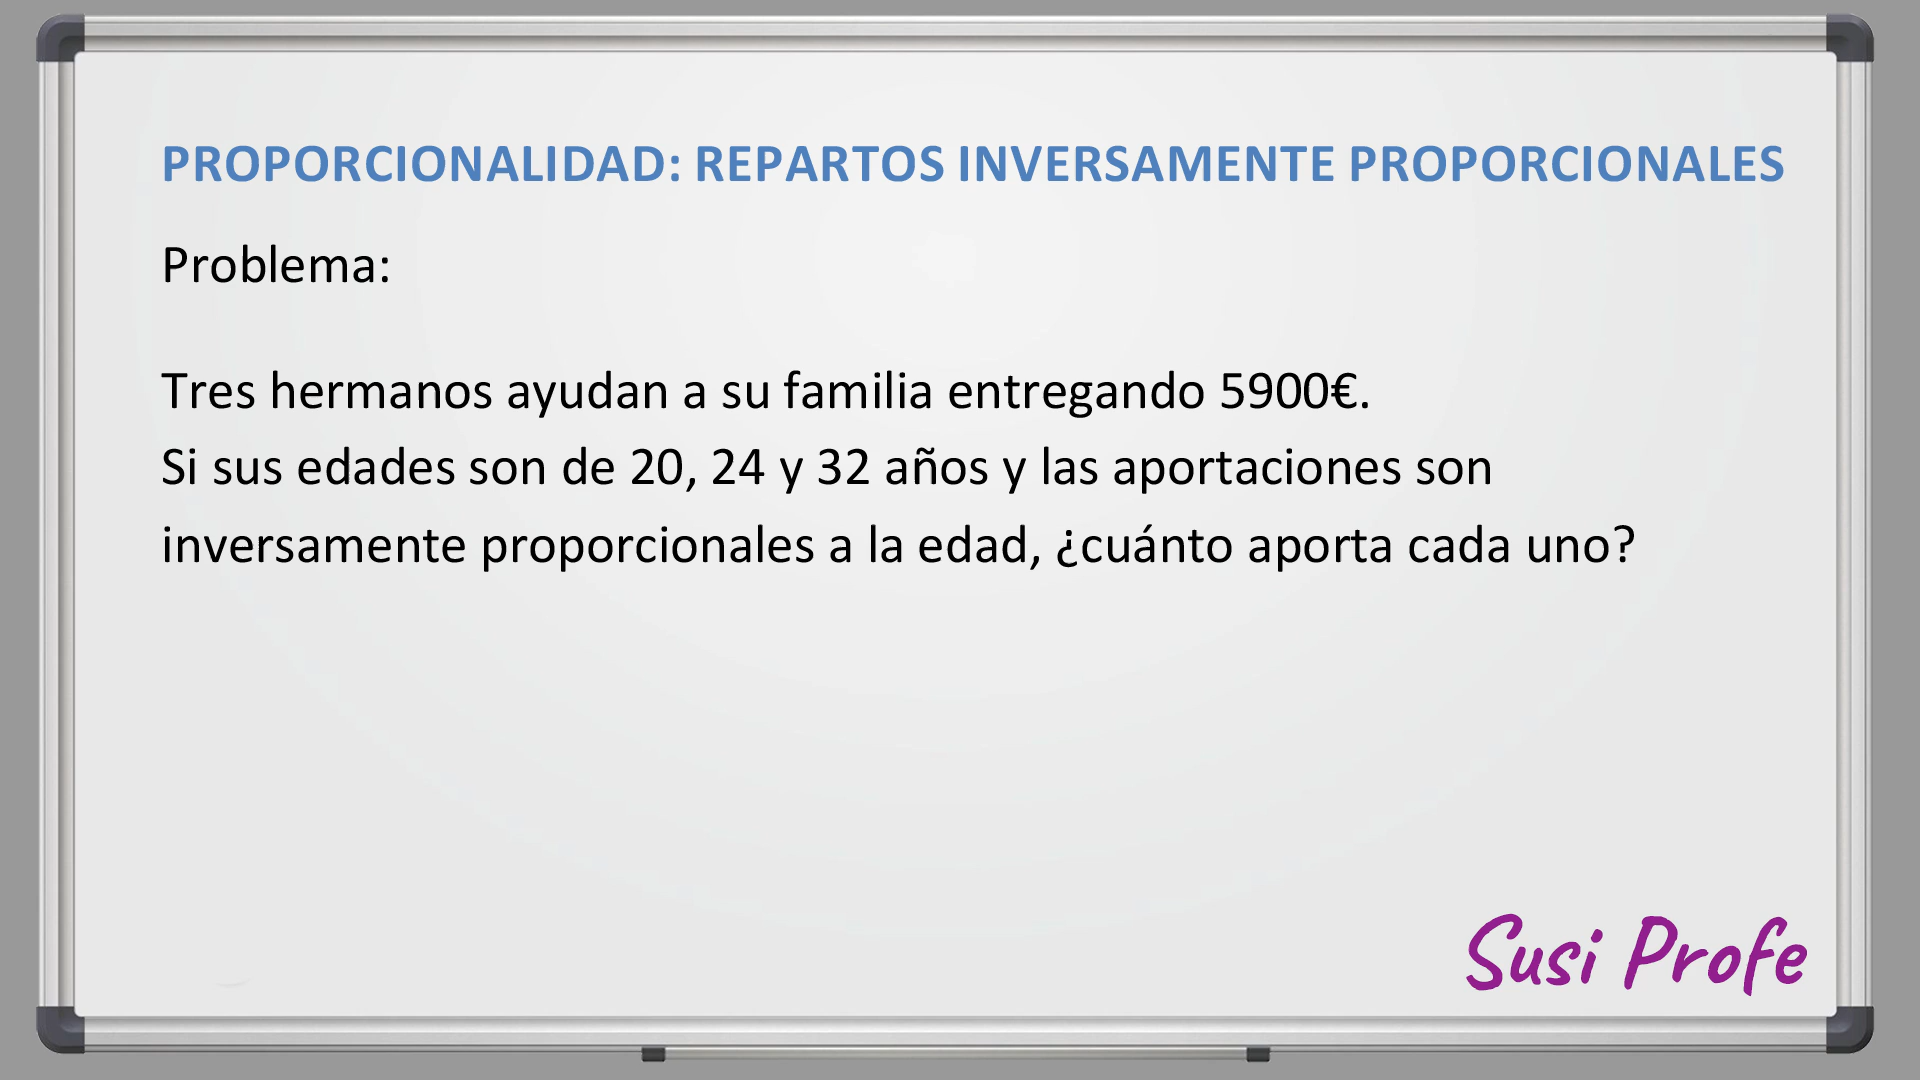 PROPORCIONALIDAD: REPARTOS INVERSAMENTE PROPORCIONALES
Problema:
Tres hermanos ayudan a su familia entregando 5900€.
Si sus edades son de 20, 24 y 32 años y las aportaciones son
inversamente proporcionales a la edad, ¿cuánto aporta cada uno?
Susi Profe